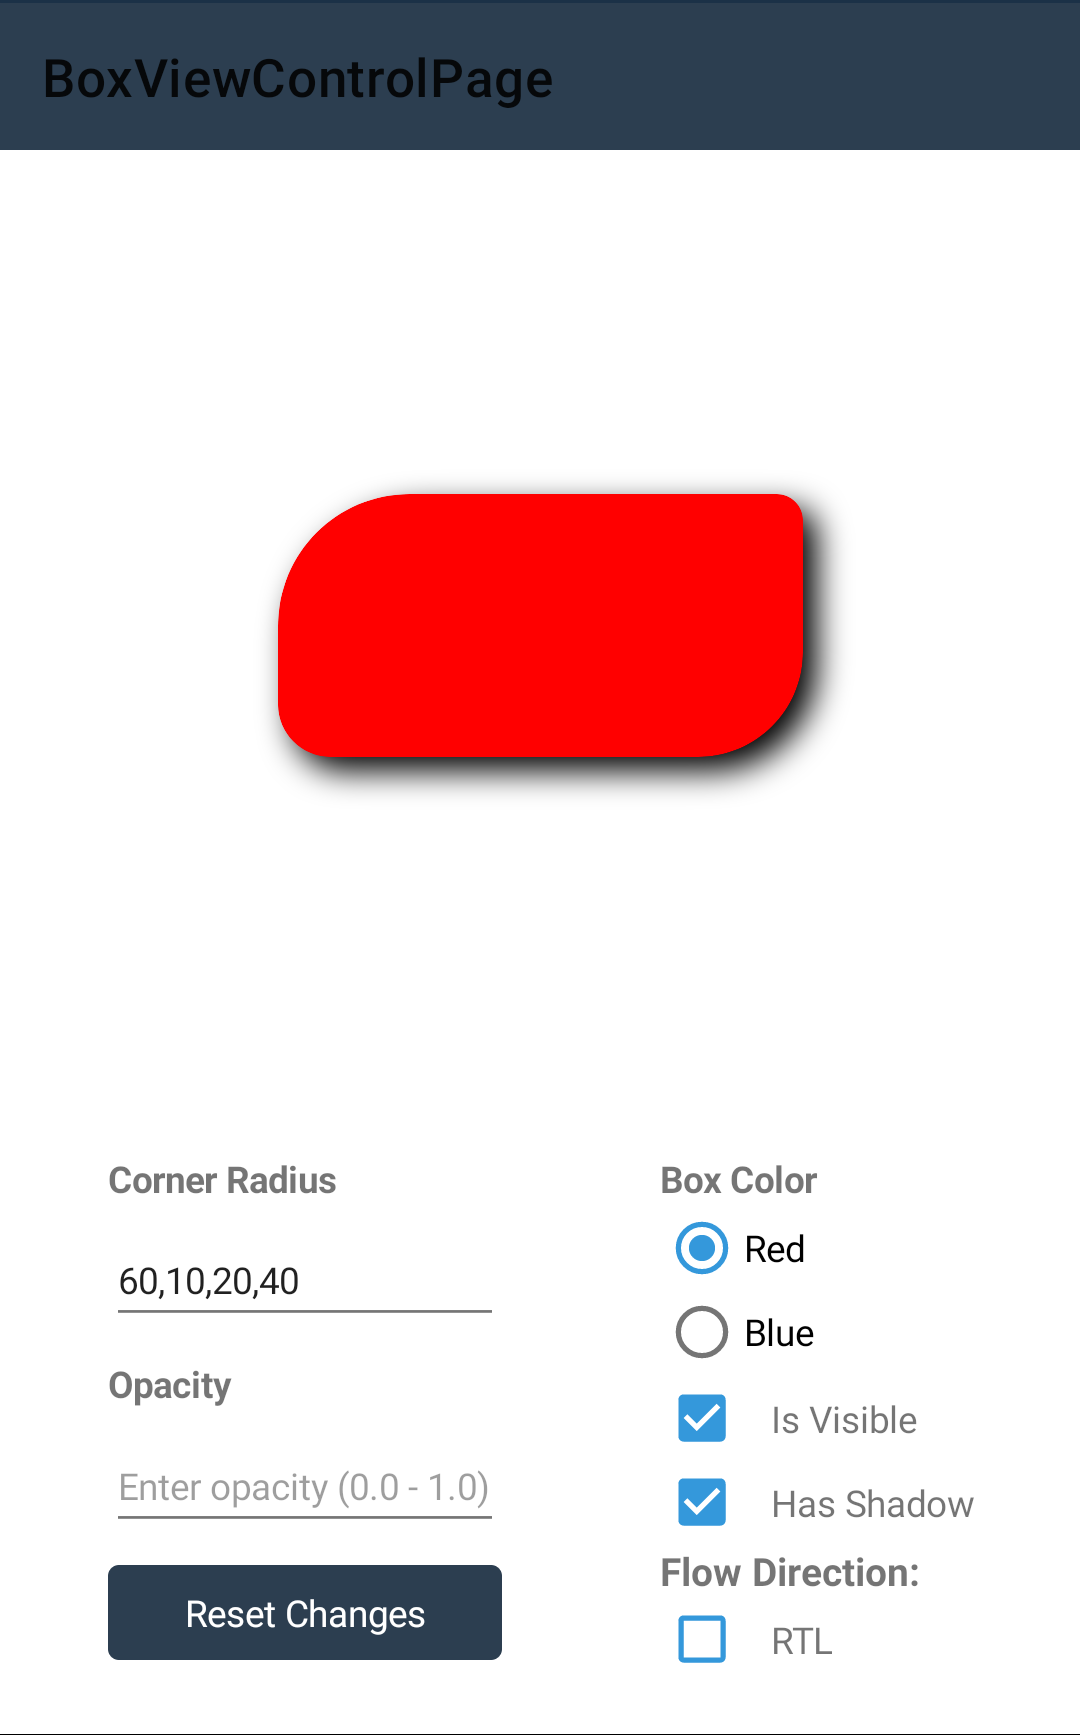 BoxViewControlPage
Corner Radius
60,10,20,40
Opacity
Enter opacity (0.0 - 1.0)
Reset Changes
Box Color
Red
Blue
Is Visible
Has Shadow
Flow Direction:
RTL